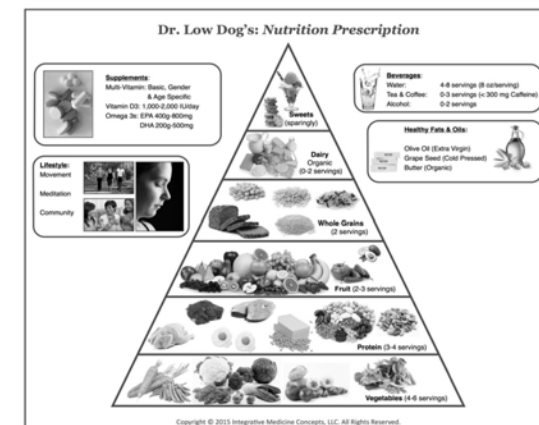 Dr. Low Dog's: Nutrition Prescription
Supplements:
Multi-Vitamin: Basic, Gender
& Age Specific
Vitamin D3: 1,000-2,000 IU/day
Omega 3s: EPA 400g-800mg
DHA 200g-500mg
Beverages:
Water: 4-6 servings (8 oz/serving)
Tea & Coffee: 0-3 servings (< 300 mg Caffeine)
Alcohol: 0-2 servings
Healthy Fats & Oils:
Olive Oil (Extra Virgin)
Grape Seed (Cold Pressed)
Butter (Organic)
Lifestyle:
Movement
Meditation
Community
Sweets
(sparingly)
Dairy
Organic
(0-2 servings)
Whole Grains
(2 servings)
Fruit (2-3 servings)
Protein (3-4 servings)
Vegetables (4-6 servings)
Copyright © 2015 Integrative Medicine Concepts, LLC. All Rights Reserved.